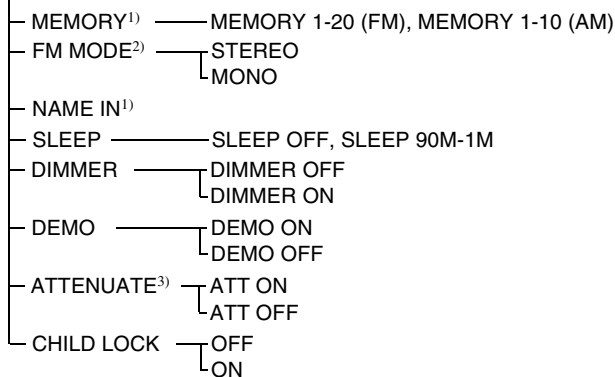 MEMORY1) MEMORY 1-20 (FM), MEMORY 1-10 (AM)
FM MODE2) STEREO
MONO
NAME IN1)
SLEEP SLEEP OFF, SLEEP 90M-1M
DIMMER DIMMER OFF
DIMMER ON
DEMO DEMO ON
DEMO OFF
ATTENUATE3) ATT ON
ATT OFF
CHILD LOCK OFF
ON